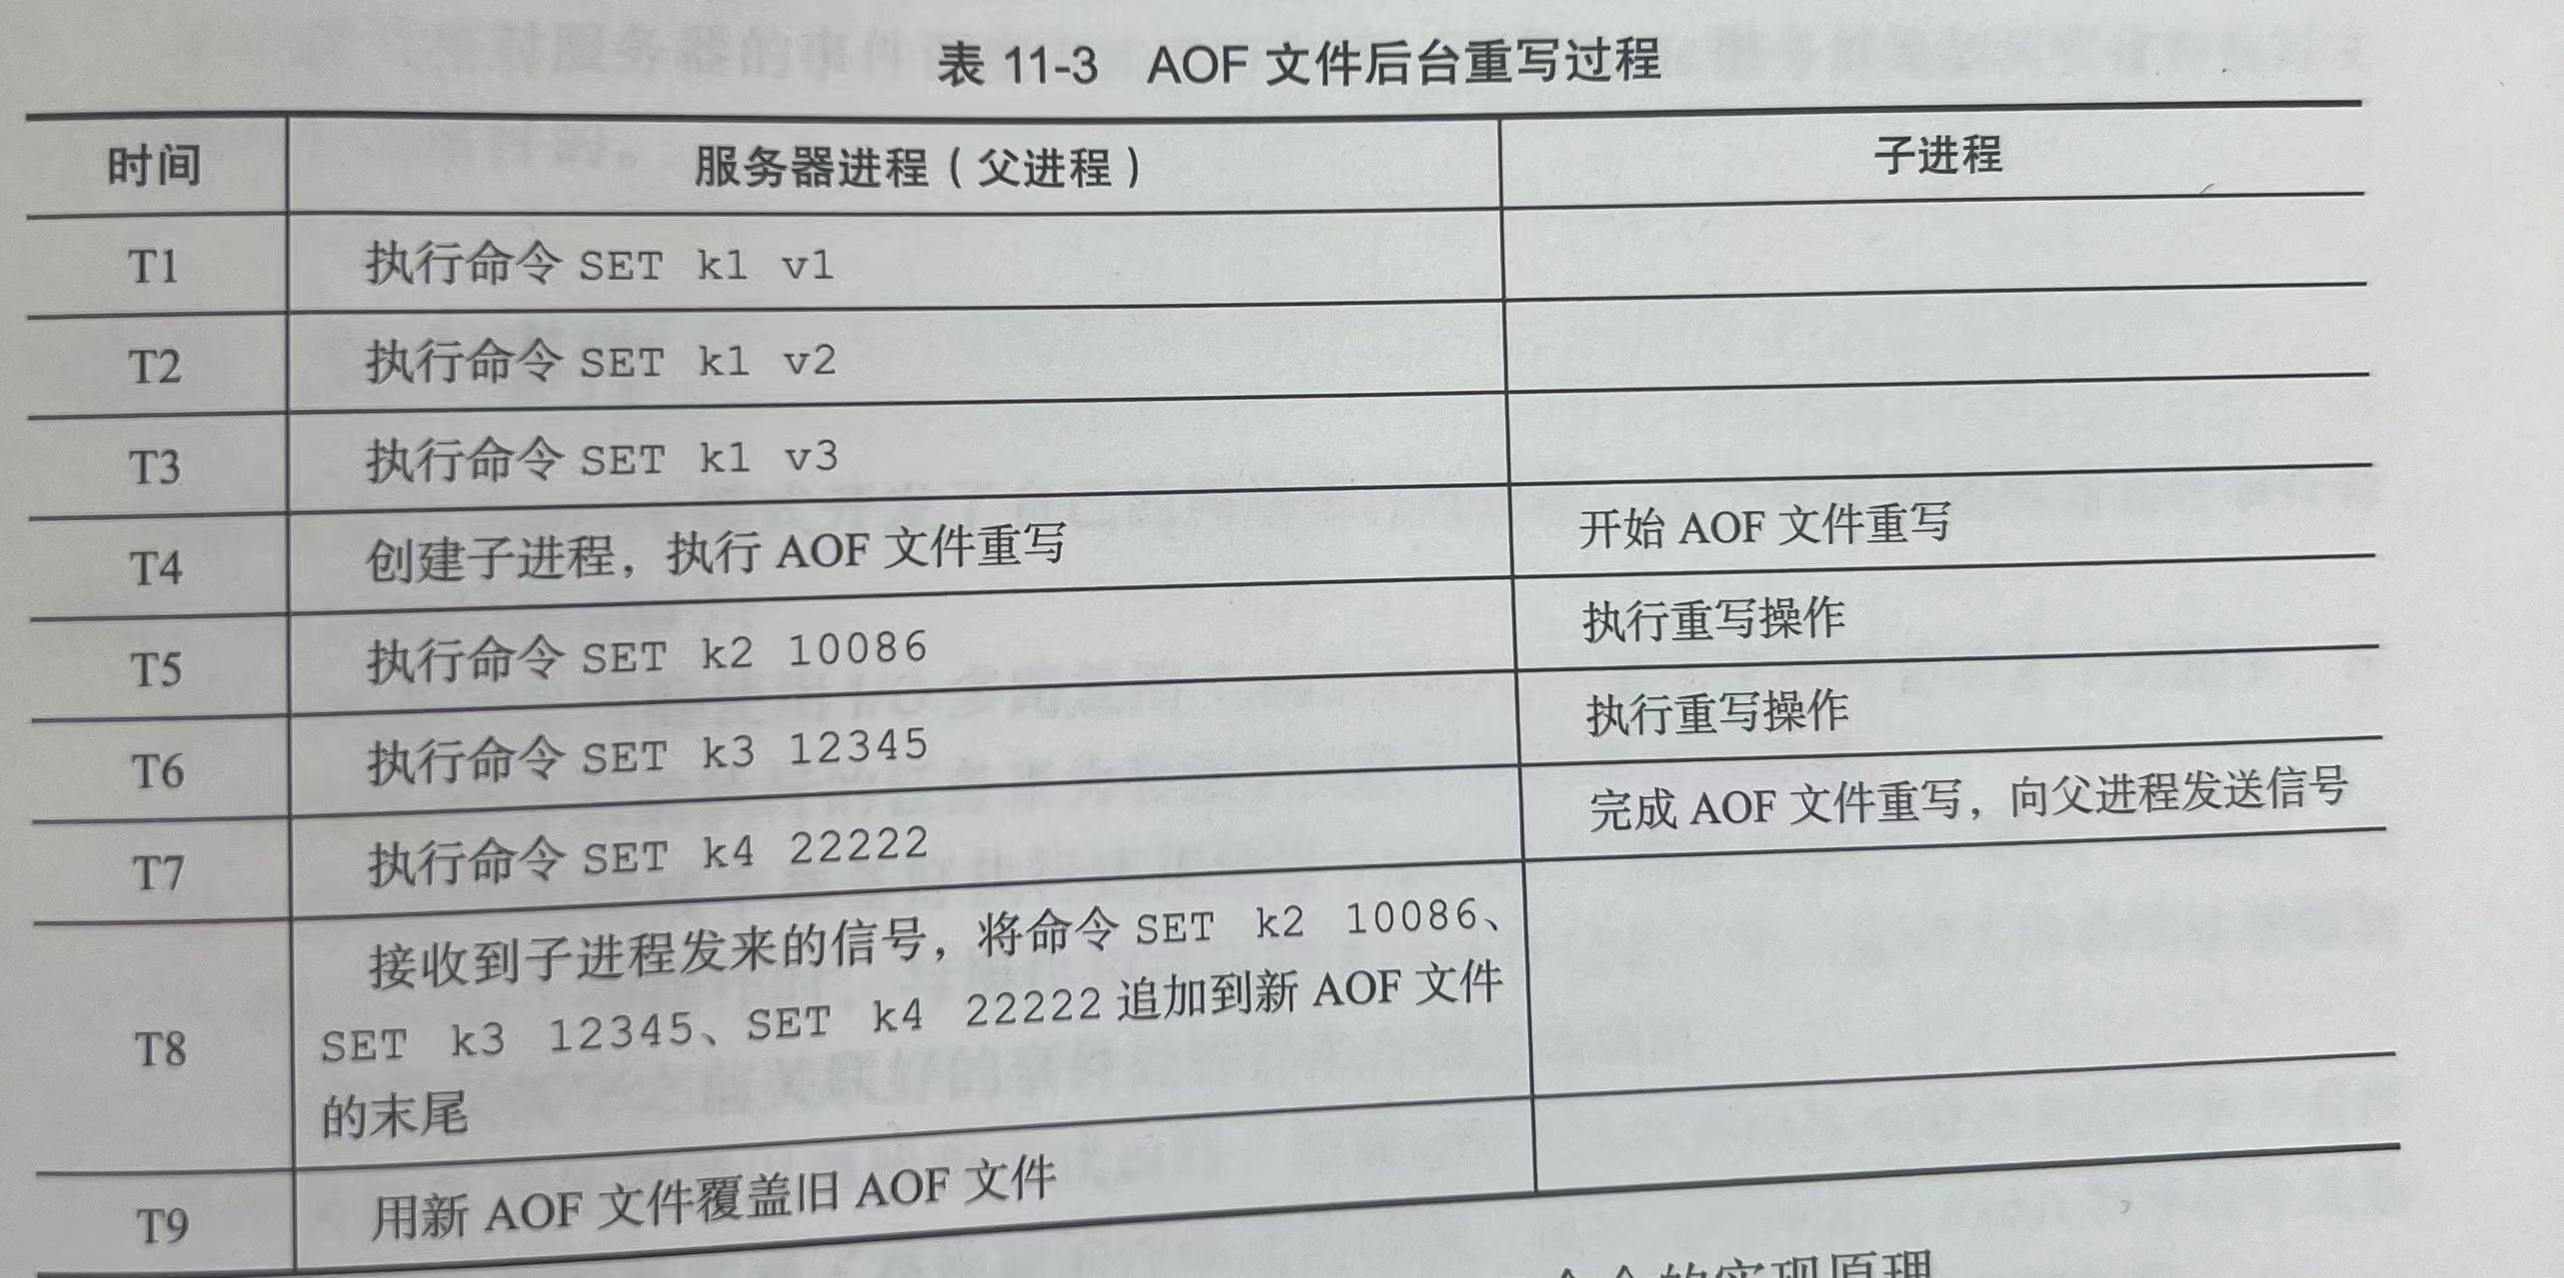 表 11-3 AOF 文件后台重写过程
时间 服务器进程（父进程） 子进程
T1 执行命令 SET k1 v1
T2 执行命令 SET k1 v2
T3 执行命令 SET k1 v3
T4 创建子进程，执行 AOF 文件重写 开始 AOF 文件重写
T5 执行命令 SET k2 10086 执行重写操作
T6 执行命令 SET k3 12345 执行重写操作
T7 执行命令 SET k4 22222 完成 AOF 文件重写，向父进程发送信号
T8 接收到子进程发来的信号，将命令 SET k2 10086、
SET k3 12345、SET k4 22222 追加到新 AOF 文件
的末尾
T9 用新 AOF 文件覆盖旧 AOF 文件
的实现原理